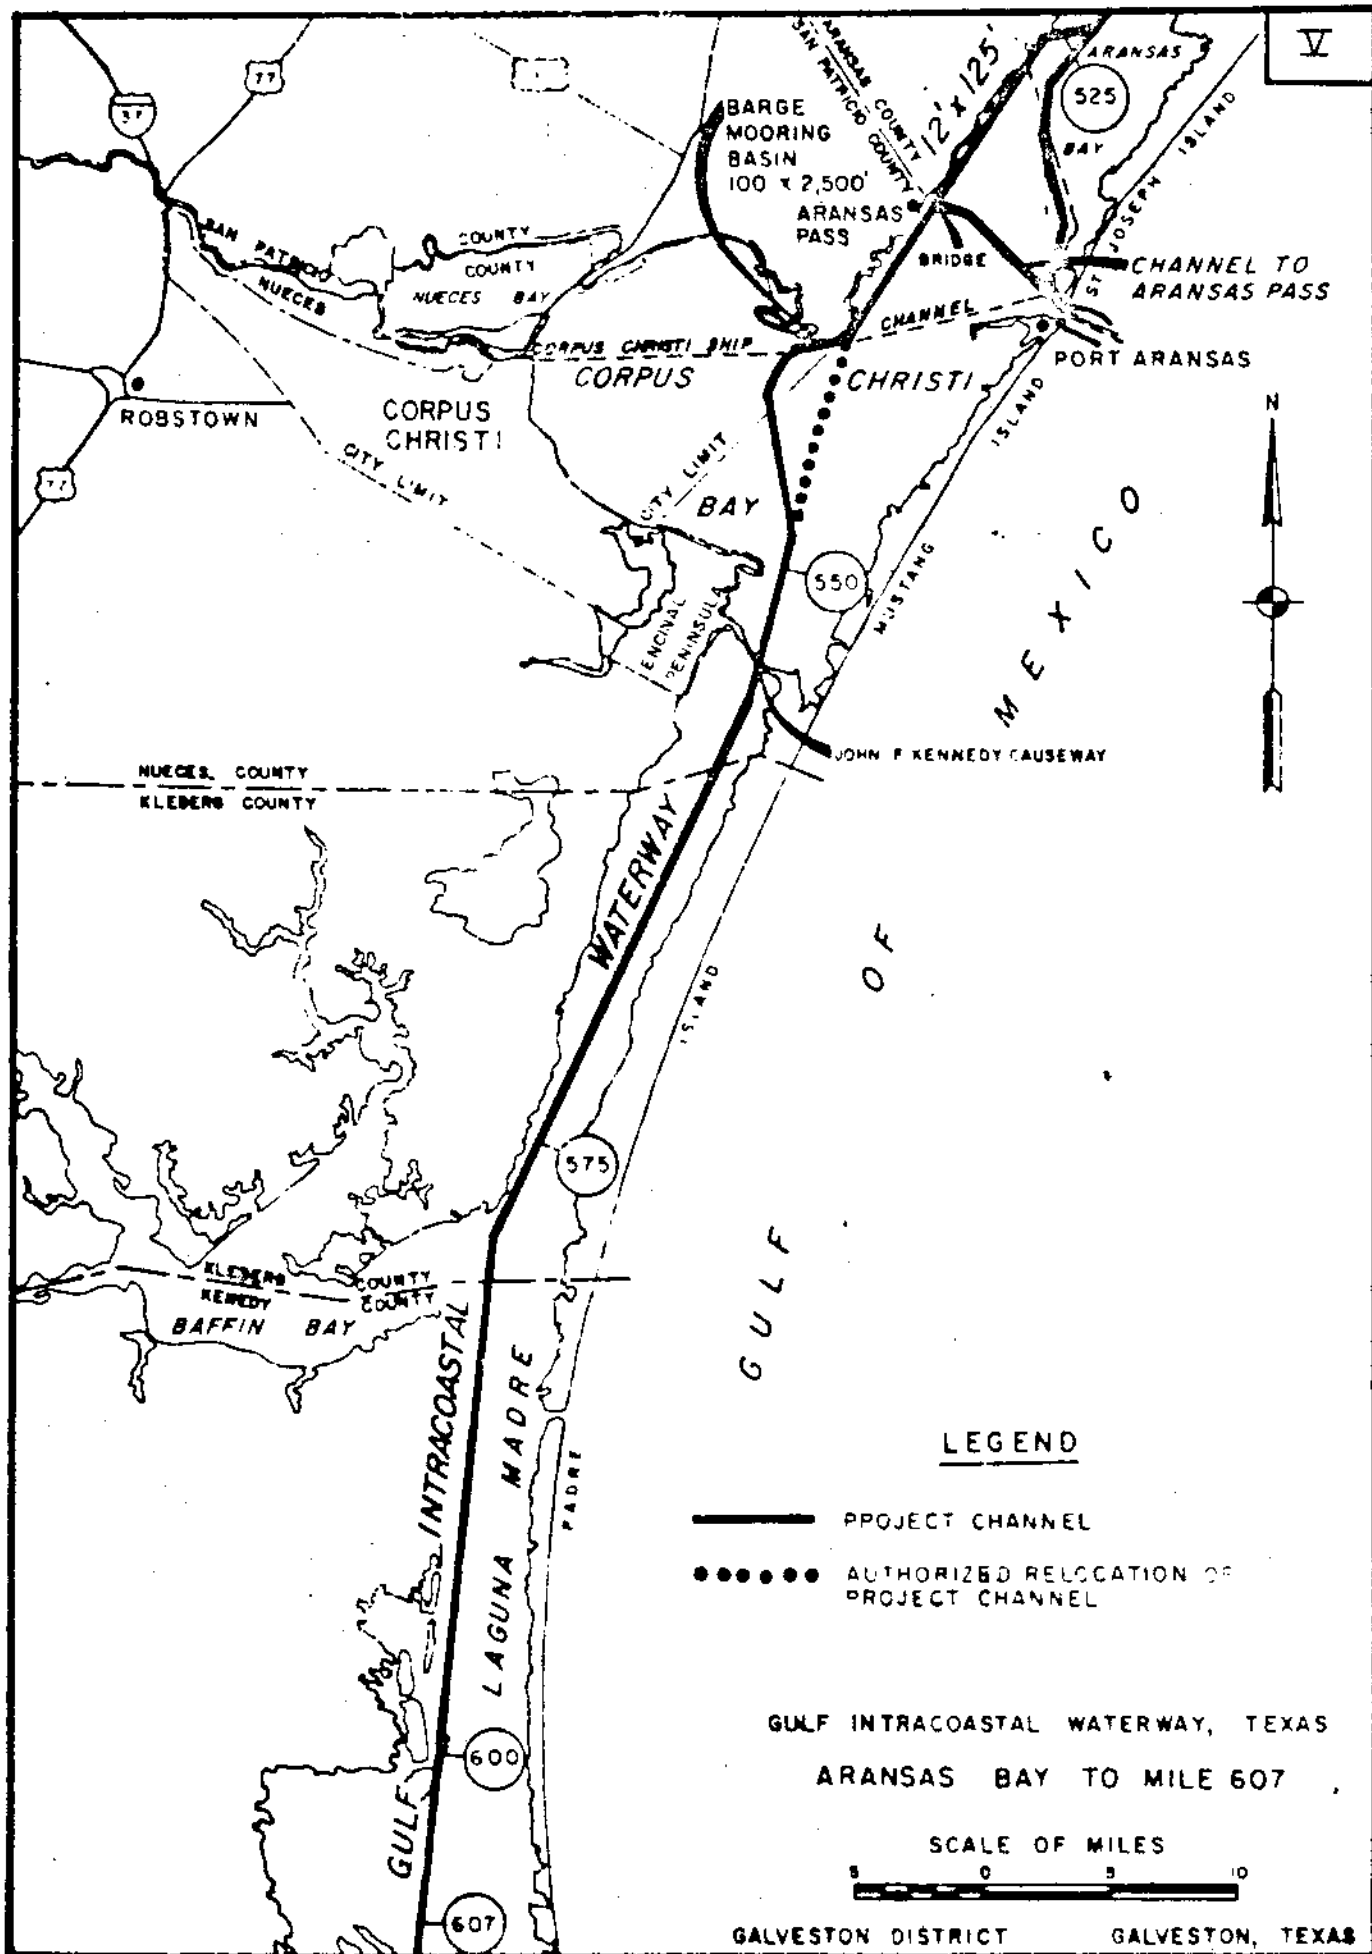 V
77
37
ARANSAS COUNTY
SAN PATRICIO COUNTY
12' x 125'
ARANSAS
525
BAY
BARGE
MOORING
BASIN
100 x 2,500'
ARANSAS
PASS
ST JOSEPH ISLAND
BRIDGE
CHANNEL TO
ARANSAS PASS
SAN PATRICIO COUNTY
NUECES COUNTY
NUECES BAY
CORPUS CHRISTI SHIP CHANNEL
PORT ARANSAS
CORPUS CHRISTI
BAY
ROBSTOWN
CORPUS
CHRISTI
CITY LIMIT
CITY LIMIT
77
N
550
MUSTANG ISLAND
ENCINAL
PENINSULA
JOHN F KENNEDY CAUSEWAY
NUECES COUNTY
KLEBERG COUNTY
GULF OF MEXICO
GULF INTRACOASTAL WATERWAY
PADRE ISLAND
575
KLEBERG COUNTY
KENEDY COUNTY
BAFFIN BAY
LAGUNA MADRE
600
607
LEGEND
PROJECT CHANNEL
AUTHORIZED RELOCATION OF
PROJECT CHANNEL
GULF INTRACOASTAL WATERWAY, TEXAS
ARANSAS BAY TO MILE 607
SCALE OF MILES
5 0 5 10
GALVESTON DISTRICT GALVESTON, TEXAS